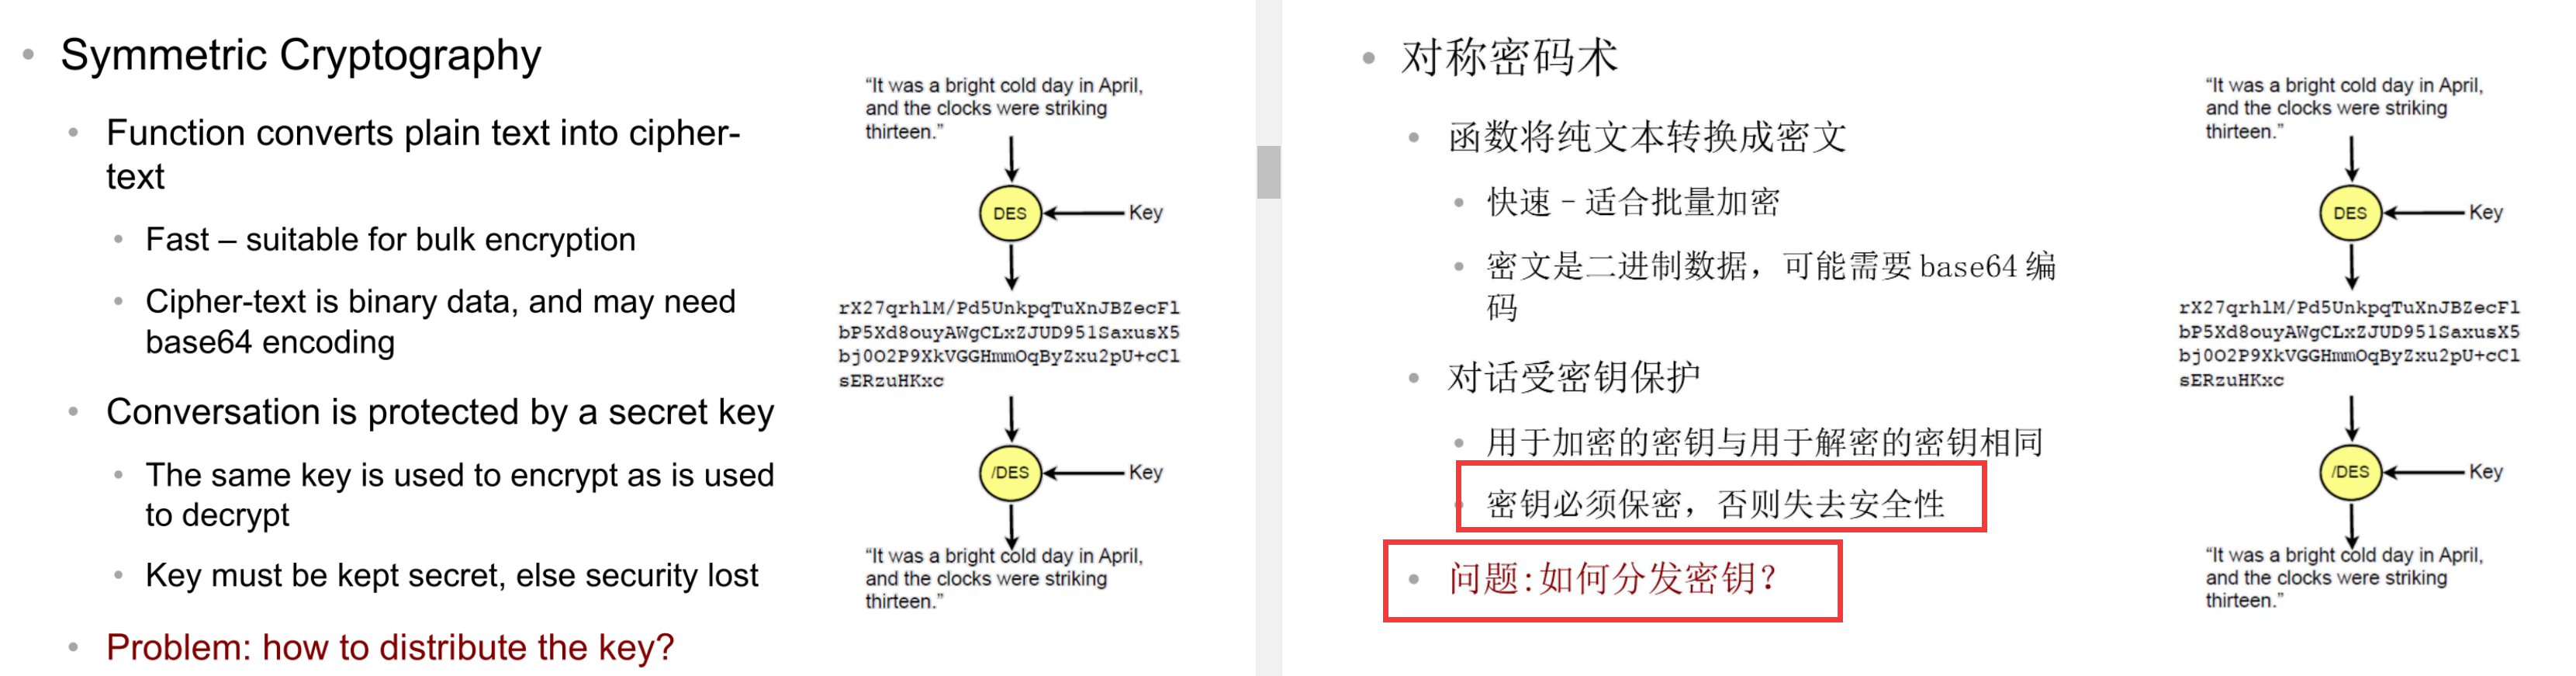 Symmetric Cryptography
Function converts plain text into cipher-
text
Fast – suitable for bulk encryption
Cipher-text is binary data, and may need
base64 encoding
Conversation is protected by a secret key
The same key is used to encrypt as is used
to decrypt
Key must be kept secret, else security lost
Problem: how to distribute the key?
“It was a bright cold day in April,
and the clocks were striking
thirteen.”
DES
Key
rX27qrhlM/Pd5UnkpqTuXnJBZecFl
bP5Xd8ouyAWgCLxZJUD951SaxusX5
bj0O2P9XkVGGHmmOqByZxu2pU+cCl
sERzuHKxc
/DES
Key
“It was a bright cold day in April,
and the clocks were striking
thirteen.”
对称密码术
函数将纯文本转换成密文
快速–适合批量加密
密文是二进制数据，可能需要base64编
码
对话受密钥保护
用于加密的密钥与用于解密的密钥相同
密钥必须保密，否则失去安全性
问题:如何分发密钥?
“It was a bright cold day in April,
and the clocks were striking
thirteen.”
DES
Key
rX27qrhlM/Pd5UnkpqTuXnJBZecFl
bP5Xd8ouyAWgCLxZJUD951SaxusX5
bj0O2P9XkVGGHmmOqByZxu2pU+cCl
sERzuHKxc
/DES
Key
“It was a bright cold day in April,
and the clocks were striking
thirteen.”